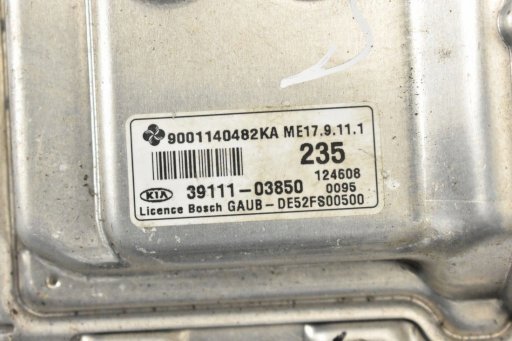 9001140482KA ME17.9.11.1
235
124608
KIA 39111-03850 0095
Licence Bosch GAUB-DE52FS00500